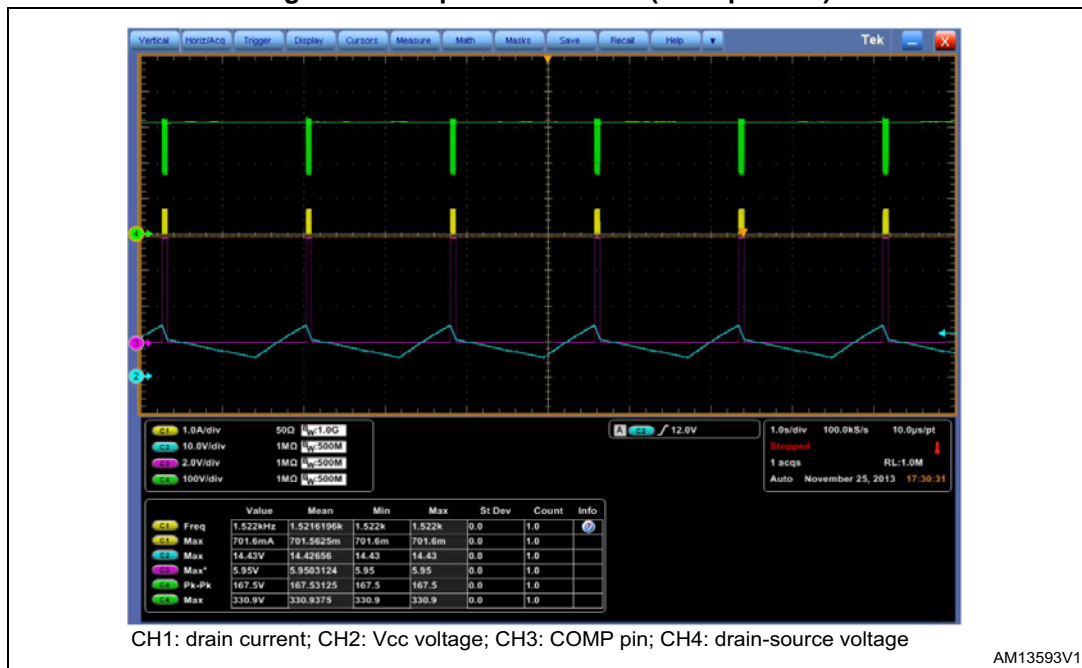 Vertical Horiz/Acq Trigger Display Cursors Measure Math Masks Save Recall Help Tek X
4
3
2
C1 1.0A/div 50Ω BW:1.0G
C2 10.0V/div 1MΩ BW:500M
C3 2.0V/div 1MΩ BW:500M
C4 100V/div 1MΩ BW:500M
A C2 12.0V
1.0s/div 100.0kS/s 10.0µs/pt
Stopped
1 acqs RL:1.0M
Auto November 25, 2013 17:30:31
Value Mean Min Max St Dev Count Info
C1 Freq 1.522kHz 1.5216196k 1.522k 1.522k 0.0 1.0
C1 Max 701.6mA 701.5625m 701.6m 701.6m 0.0 1.0
C2 Max 14.43V 14.42656 14.43 14.43 0.0 1.0
C3 Max* 5.95V 5.9503124 5.95 5.95 0.0 1.0
C4 Pk-Pk 167.5V 167.53125 167.5 167.5 0.0 1.0
C4 Max 330.9V 330.9375 330.9 330.9 0.0 1.0
CH1: drain current; CH2: Vcc voltage; CH3: COMP pin; CH4: drain-source voltage
AM13593V1